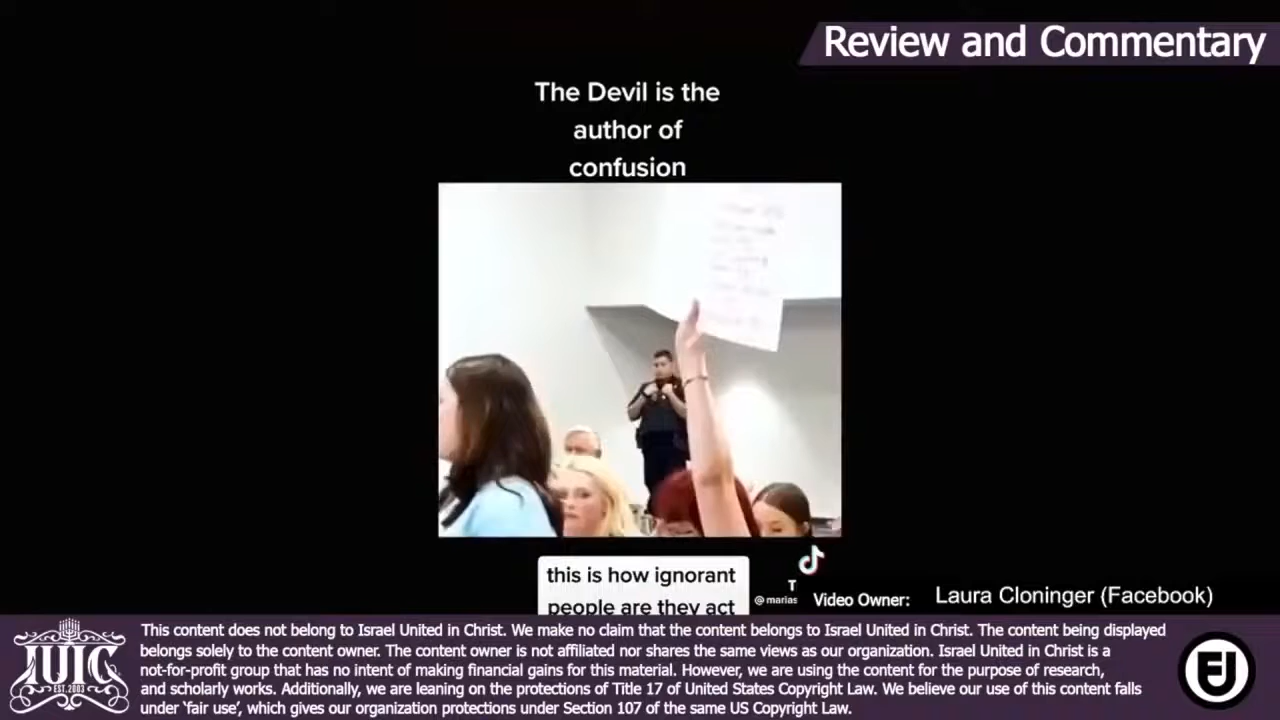 Review and Commentary
The Devil is the
author of
confusion
this is how ignorant
people are they act
T
@marias
Video Owner:
Laura Cloninger (Facebook)
This content does not belong to Israel United in Christ. We make no claim that the content belongs to Israel United in Christ. The content being displayed
belongs solely to the content owner. The content owner is not affiliated nor shares the same views as our organization. Israel United in Christ is a
not-for-profit group that has no intent of making financial gains for this material. However, we are using the content for the purpose of research,
and scholarly works. Additionally, we are leaning on the protections of Title 17 of United States Copyright Law. We believe our use of this content falls
under 'fair use', which gives our organization protections under Section 107 of the same US Copyright Law.
IUIC
EST. 2003